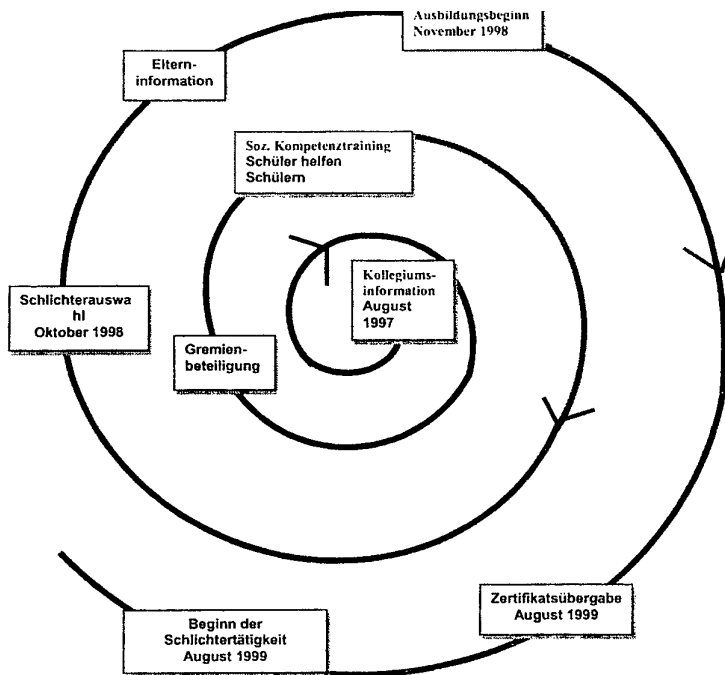 Ausbildungsbeginn
November 1998
Eltern-
information
Soz. Kompetenztraining
Schüler helfen
Schülern
Kollegiums-
information
August
1997
Schlichterauswa
hl
Oktober 1998
Gremien-
beteiligung
Zertifikatsübergabe
August 1999
Beginn der
Schlichtertätigkeit
August 1999